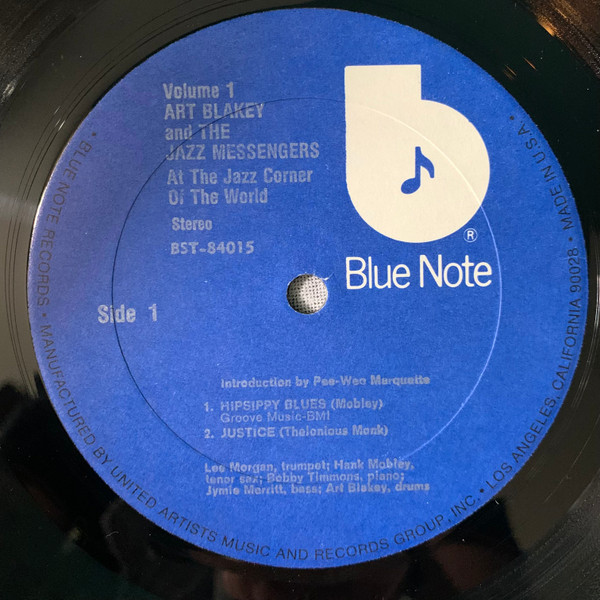 Volume 1
ART BLAKEY
and THE
JAZZ MESSENGERS
At The Jazz Corner
Of The World
Stereo
BST-84015
®
Blue Note
Side 1
Introduction by Pee-Wee Marquette
1. HIPSIPPY BLUES (Mobley)
Groove Music-BMI
2. JUSTICE (Thelonious Monk)
Lee Morgan, trumpet; Hank Mobley,
tenor sax; Bobby Timmons, piano;
Jymie Merritt, bass; Art Blakey, drums
• BLUE NOTE RECORDS • MANUFACTURED BY UNITED ARTISTS MUSIC AND RECORDS GROUP, INC. • LOS ANGELES, CALIFORNIA 90028 • MADE IN U.S.A.